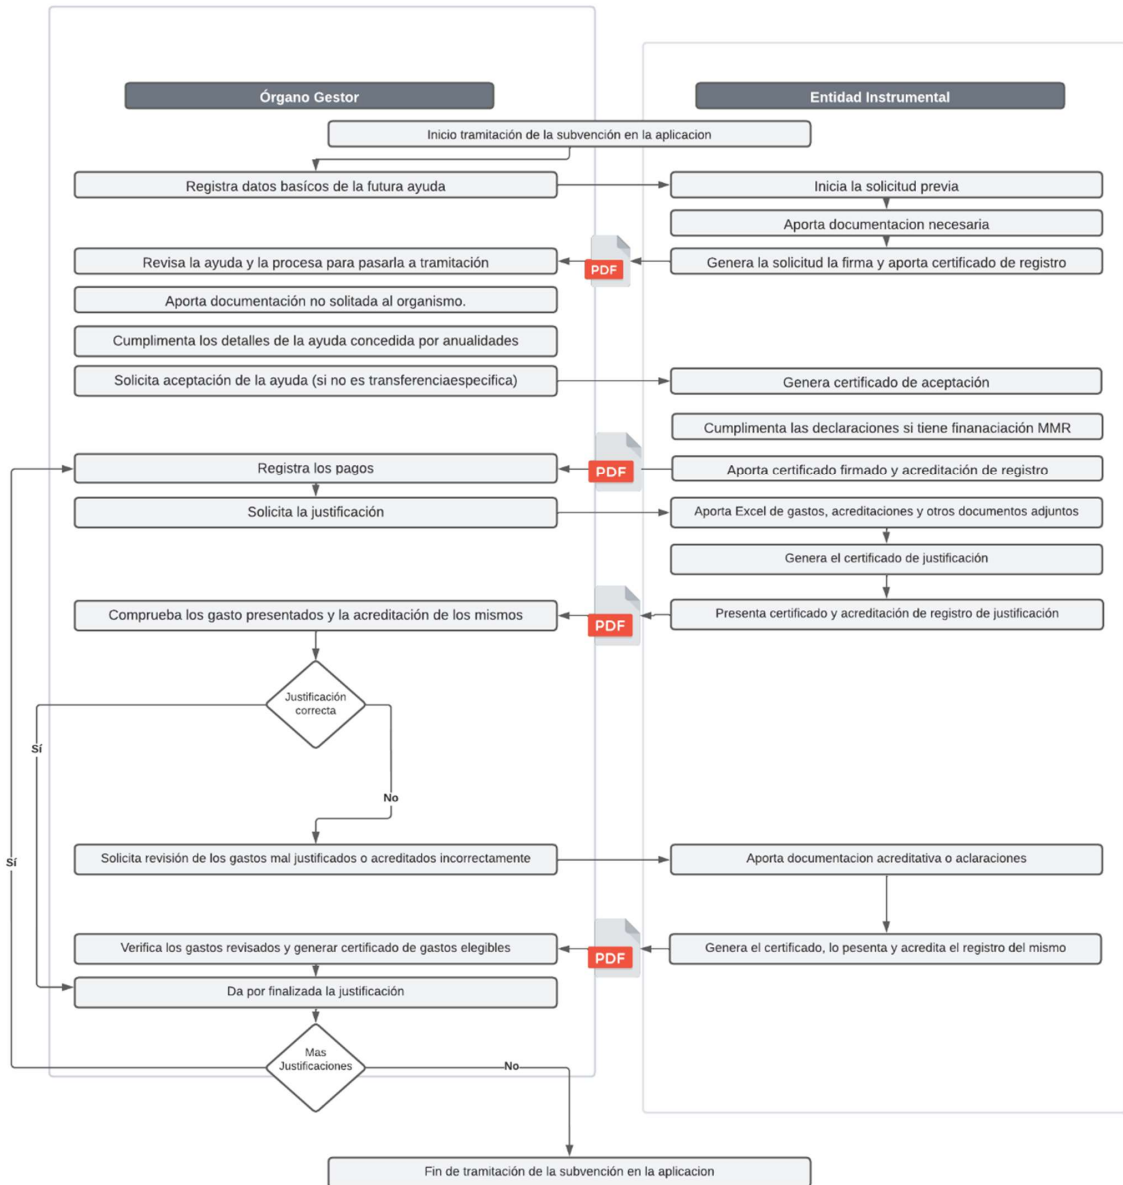 Órgano Gestor
Entidad Instrumental
Inicio tramitación de la subvención en la aplicacion
Registra datos basícos de la futura ayuda
Inicia la solicitud previa
Aporta documentacion necesaria
Revisa la ayuda y la procesa para pasarla a tramitación
PDF
Genera la solicitud la firma y aporta certificado de registro
Aporta documentación no solitada al organismo.
Cumplimenta los detalles de la ayuda concedida por anualidades
Solicita aceptación de la ayuda (si no es transferenciaespecifica)
Genera certificado de aceptación
Cumplimenta las declaraciones si tiene finanaciación MMR
Registra los pagos
PDF
Aporta certificado firmado y acreditación de registro
Solicita la justificación
Aporta Excel de gastos, acreditaciones y otros documentos adjuntos
Genera el certificado de justificación
Comprueba los gasto presentados y la acreditación de los mismos
PDF
Presenta certificado y acreditación de registro de justificación
Justificación
correcta
Sí
No
Sí
Solicita revisión de los gastos mal justificados o acreditados incorrectamente
Aporta documentacion acreditativa o aclaraciones
Verifica los gastos revisados y generar certificado de gastos elegibles
PDF
Genera el certificado, lo pesenta y acredita el registro del mismo
Da por finalizada la justificación
Mas
Justificaciones
No
Fin de tramitación de la subvención en la aplicacion